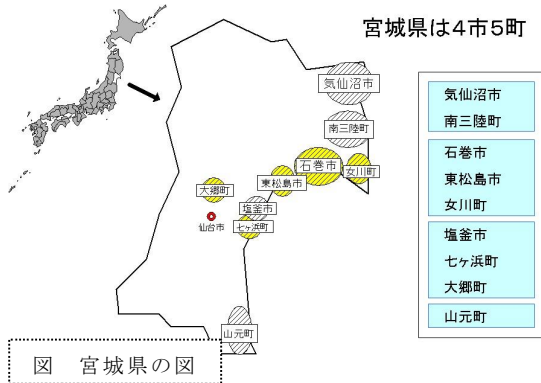 宮城県は４市５町
気仙沼市
南三陸町
石巻市
女川町
東松島市
大郷町
塩釜市
仙台市
七ヶ浜町
山元町
図　宮城県の図
気仙沼市
南三陸町
石巻市
東松島市
女川町
塩釜市
七ヶ浜町
大郷町
山元町